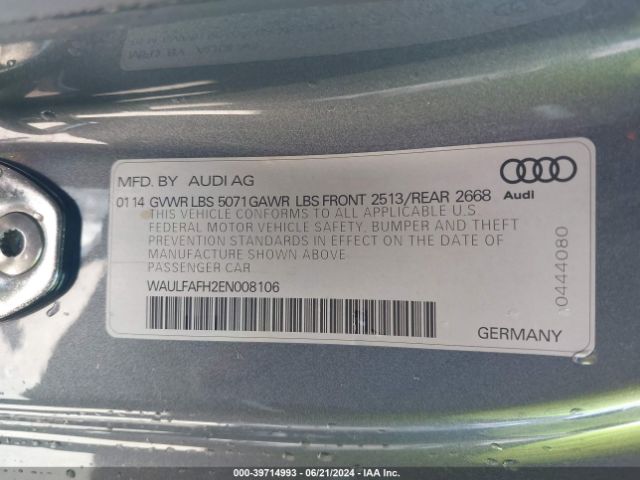 MFD. BY AUDI AG
01 14 GVWR LBS 5071 GAWR LBS FRONT 2513/REAR 2668
THIS VEHICLE CONFORMS TO ALL APPLICABLE U.S.
FEDERAL MOTOR VEHICLE SAFETY, BUMPER AND THEFT
PREVENTION STANDARDS IN EFFECT ON THE DATE OF
MANUFACTURE SHOWN ABOVE
PASSENGER CAR
WAULFAFH2EN008106
Audi
0444080
GERMANY
000-39714993 - 06/21/2024 - IAA Inc.